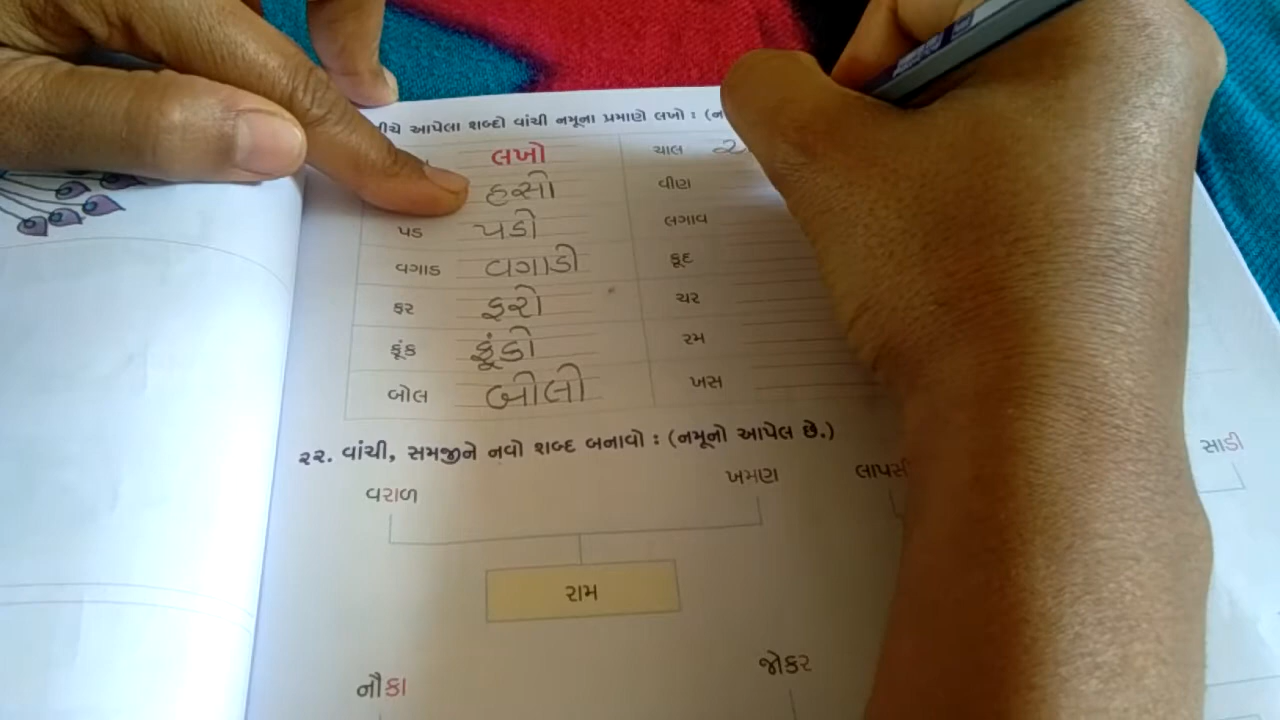 આપેલા શબ્દો વાંચી નમૂના પ્રમાણે લખો :
લખો ચાલ
હસો વીણ
પડ પડો લગાવ
વગાડ વગાડો કૂદ
ફર ફરો ચર
ફૂંક ફૂંકો રમ
બોલ બોલો ખસ
૨૨. વાંચી, સમજીને નવો શબ્દ બનાવો : (નમૂનો આપેલ છે.)
વરાળ ખમણ લાપસી સાડી
રામ
નૌકા જોકર